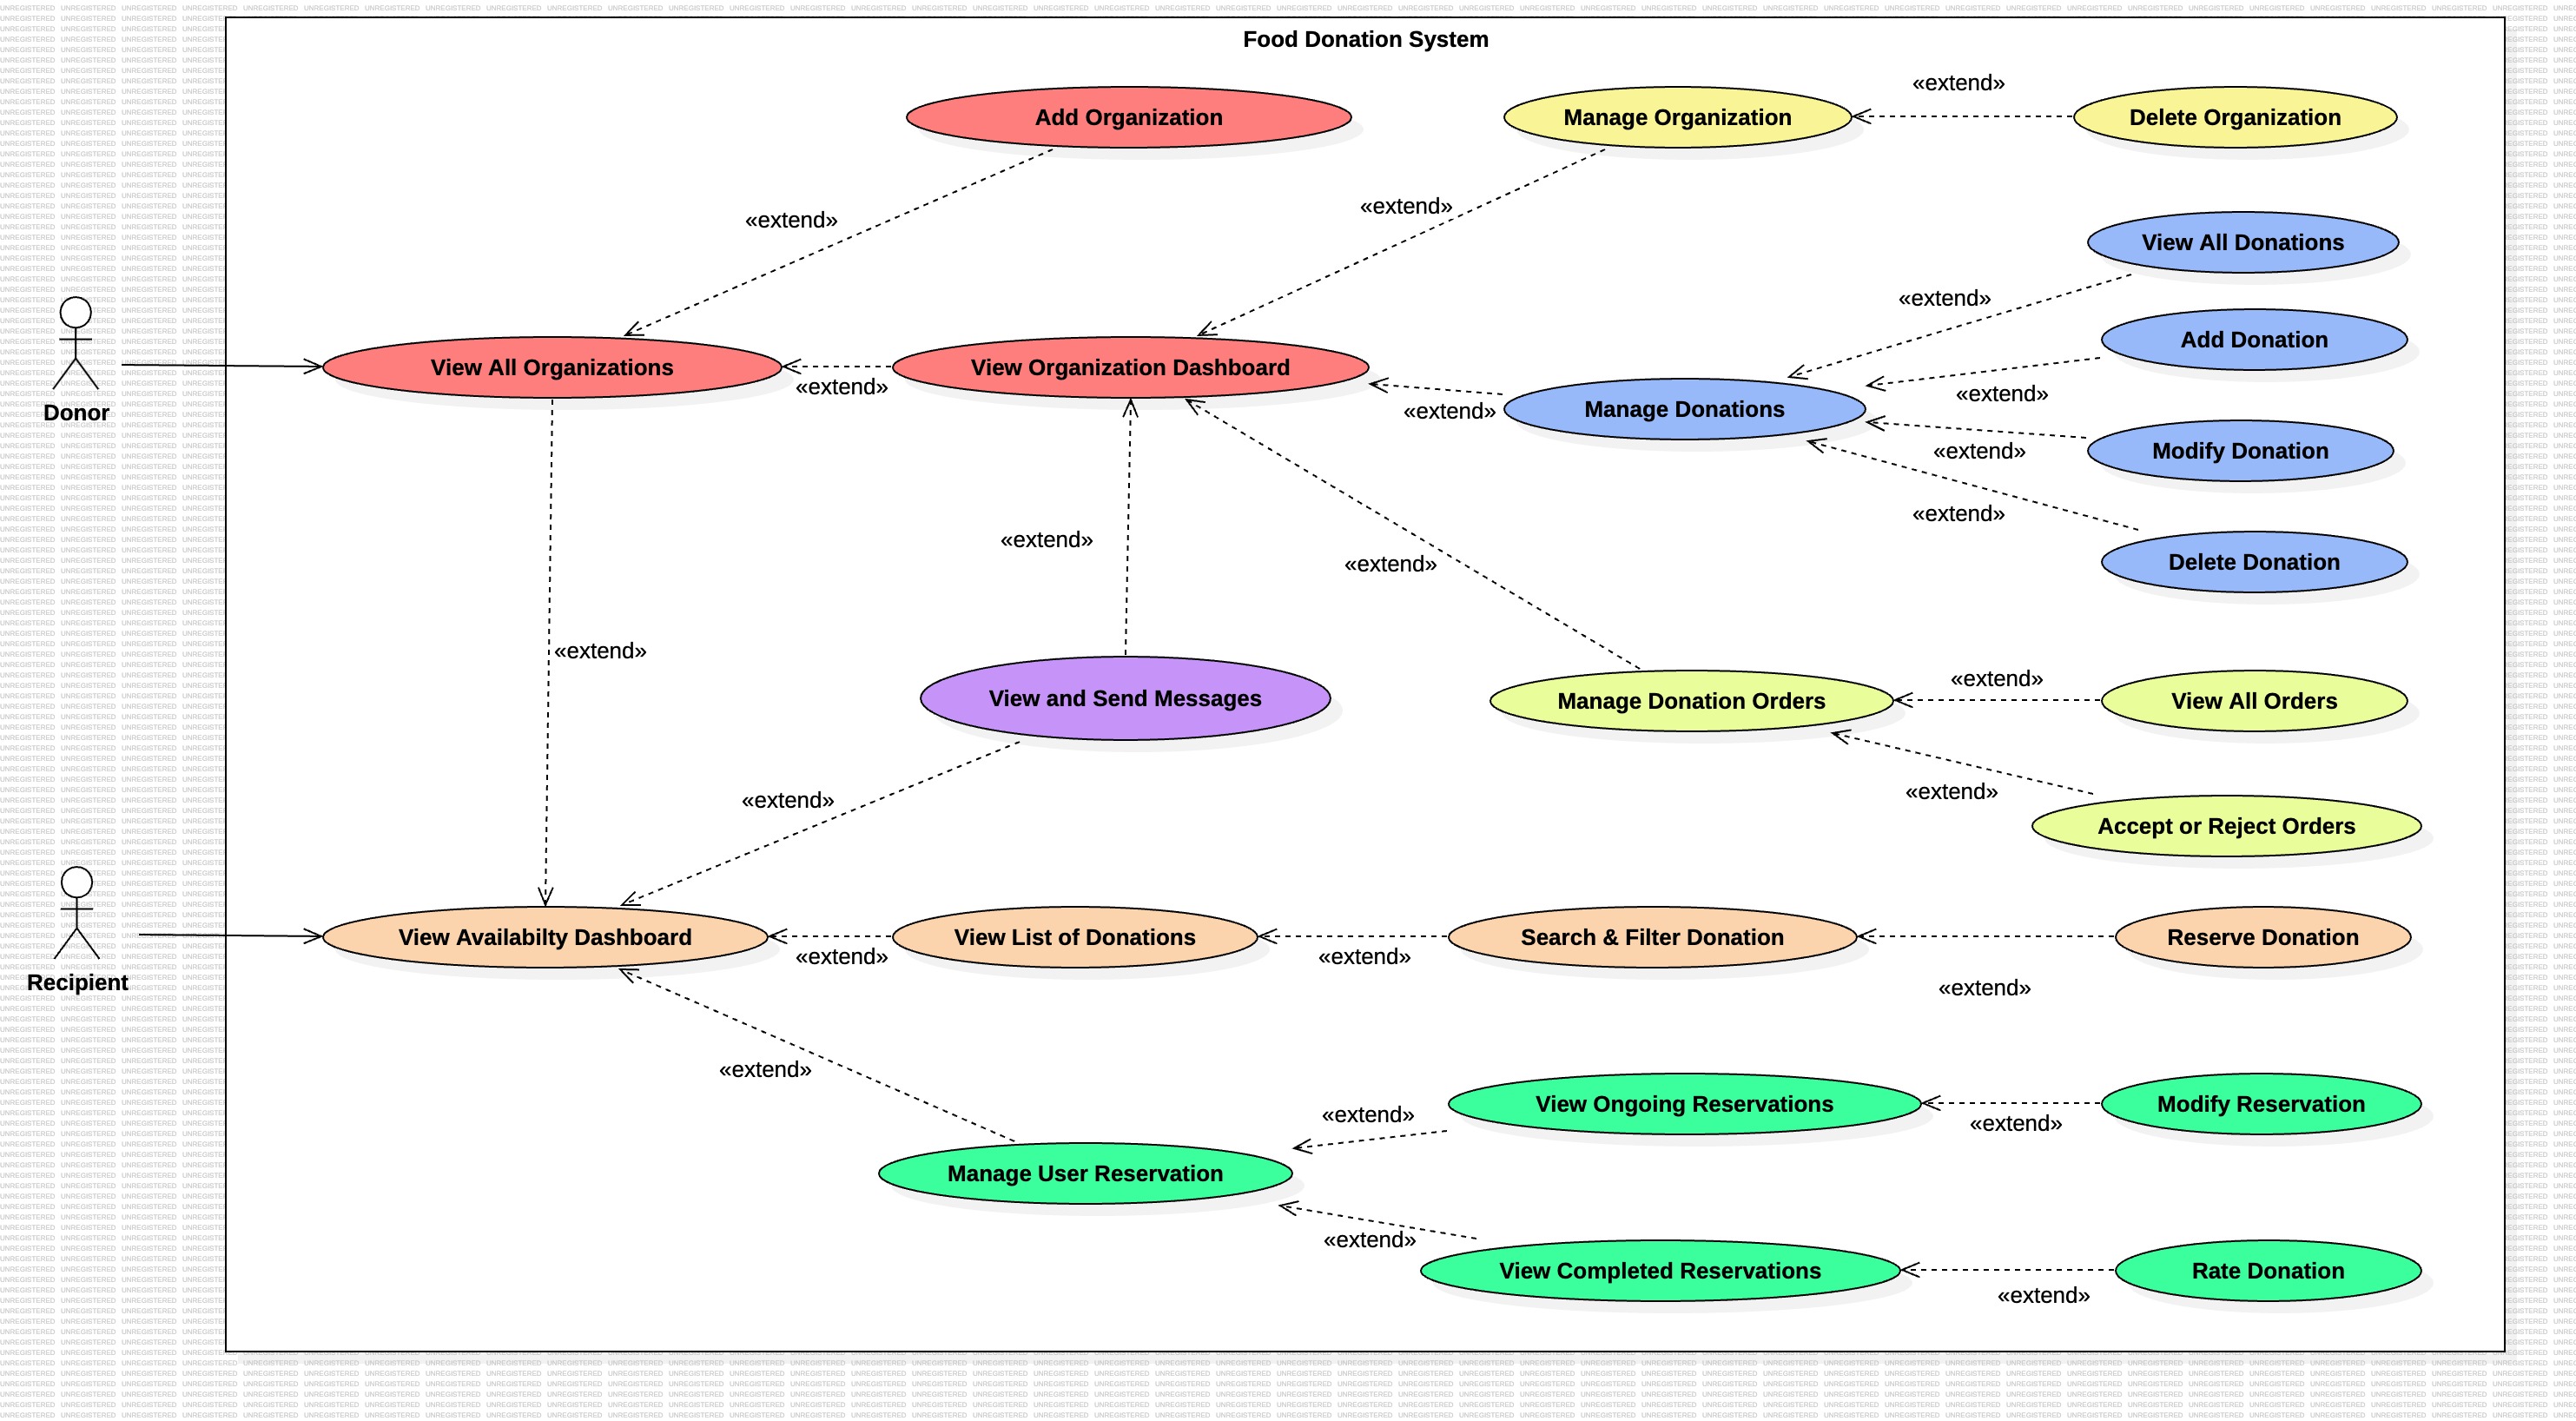 Food Donation System
«extend»
Add Organization
Manage Organization
Delete Organization
«extend»
«extend»
View All Donations
«extend»
Add Donation
View All Organizations
View Organization Dashboard
«extend»
«extend»
Donor
«extend»
Manage Donations
«extend»
Modify Donation
«extend»
«extend»
«extend»
Delete Donation
«extend»
«extend»
View and Send Messages
Manage Donation Orders
«extend»
View All Orders
«extend»
«extend»
Accept or Reject Orders
View Availabilty Dashboard
View List of Donations
Search & Filter Donation
Reserve Donation
«extend»
«extend»
«extend»
Recipient
«extend»
View Ongoing Reservations
Modify Reservation
«extend»
«extend»
Manage User Reservation
«extend»
View Completed Reservations
Rate Donation
«extend»
UNREGISTERED